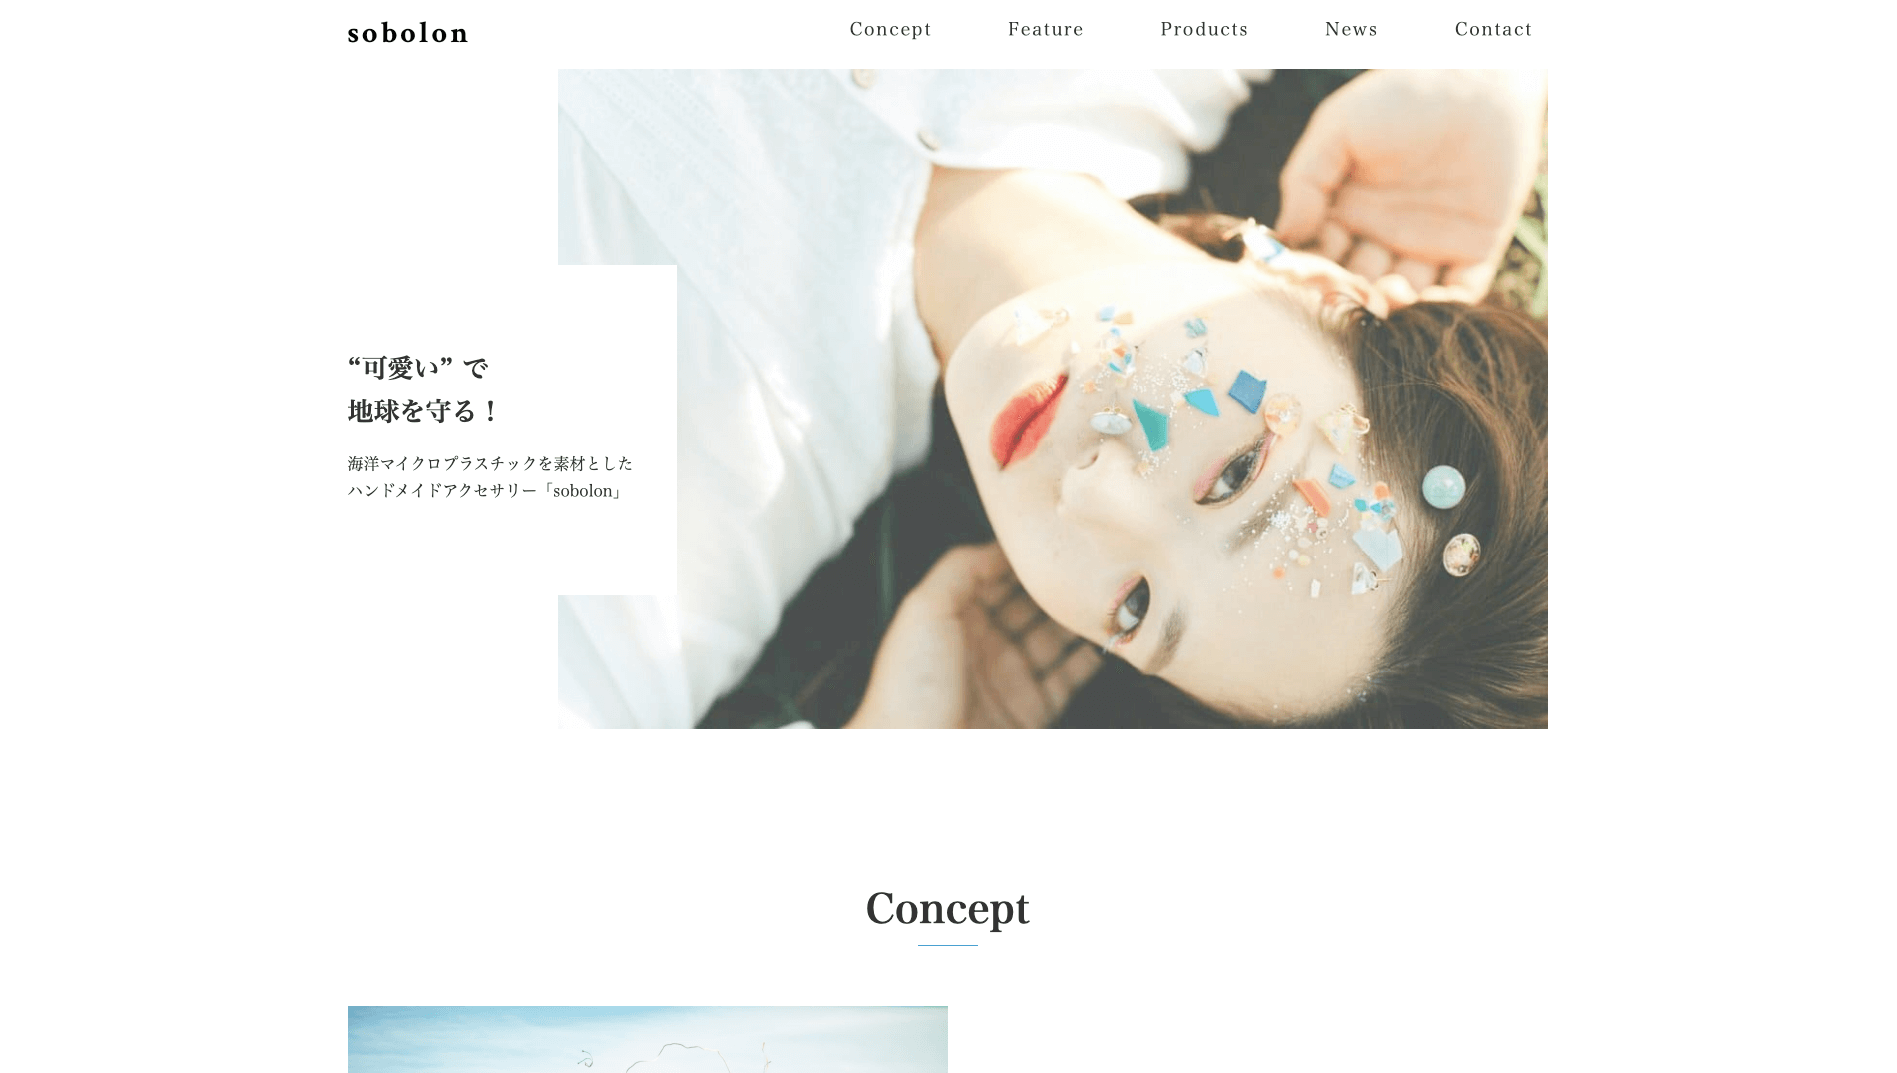 sobolon
Concept
Feature
Products
News
Contact
“可愛い” で
地球を守る！
海洋マイクロプラスチックを素材とした
ハンドメイドアクセサリー「sobolon」
Concept